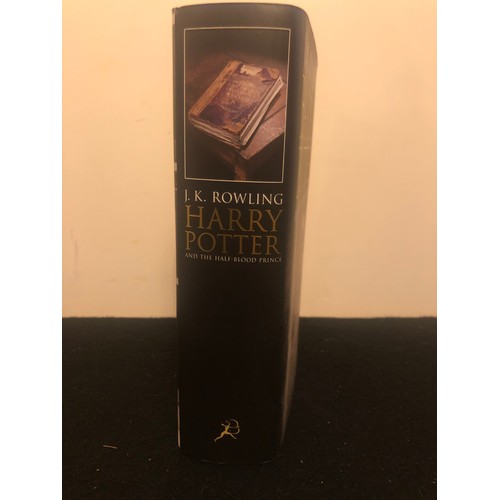 J. K. ROWLING
HARRY
POTTER
AND THE HALF-BLOOD PRINCE